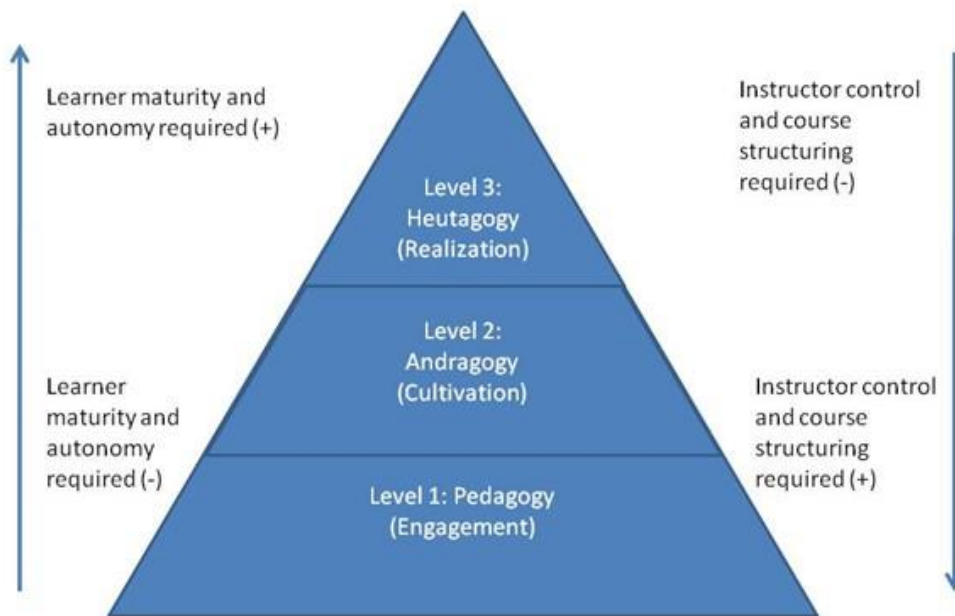 Learner maturity and
autonomy required (+)
Instructor control
and course
structuring
required (-)
Level 3:
Heutagogy
(Realization)
Level 2:
Andragogy
(Cultivation)
Learner
maturity and
autonomy
required (-)
Instructor control
and course
structuring
required (+)
Level 1: Pedagogy
(Engagement)